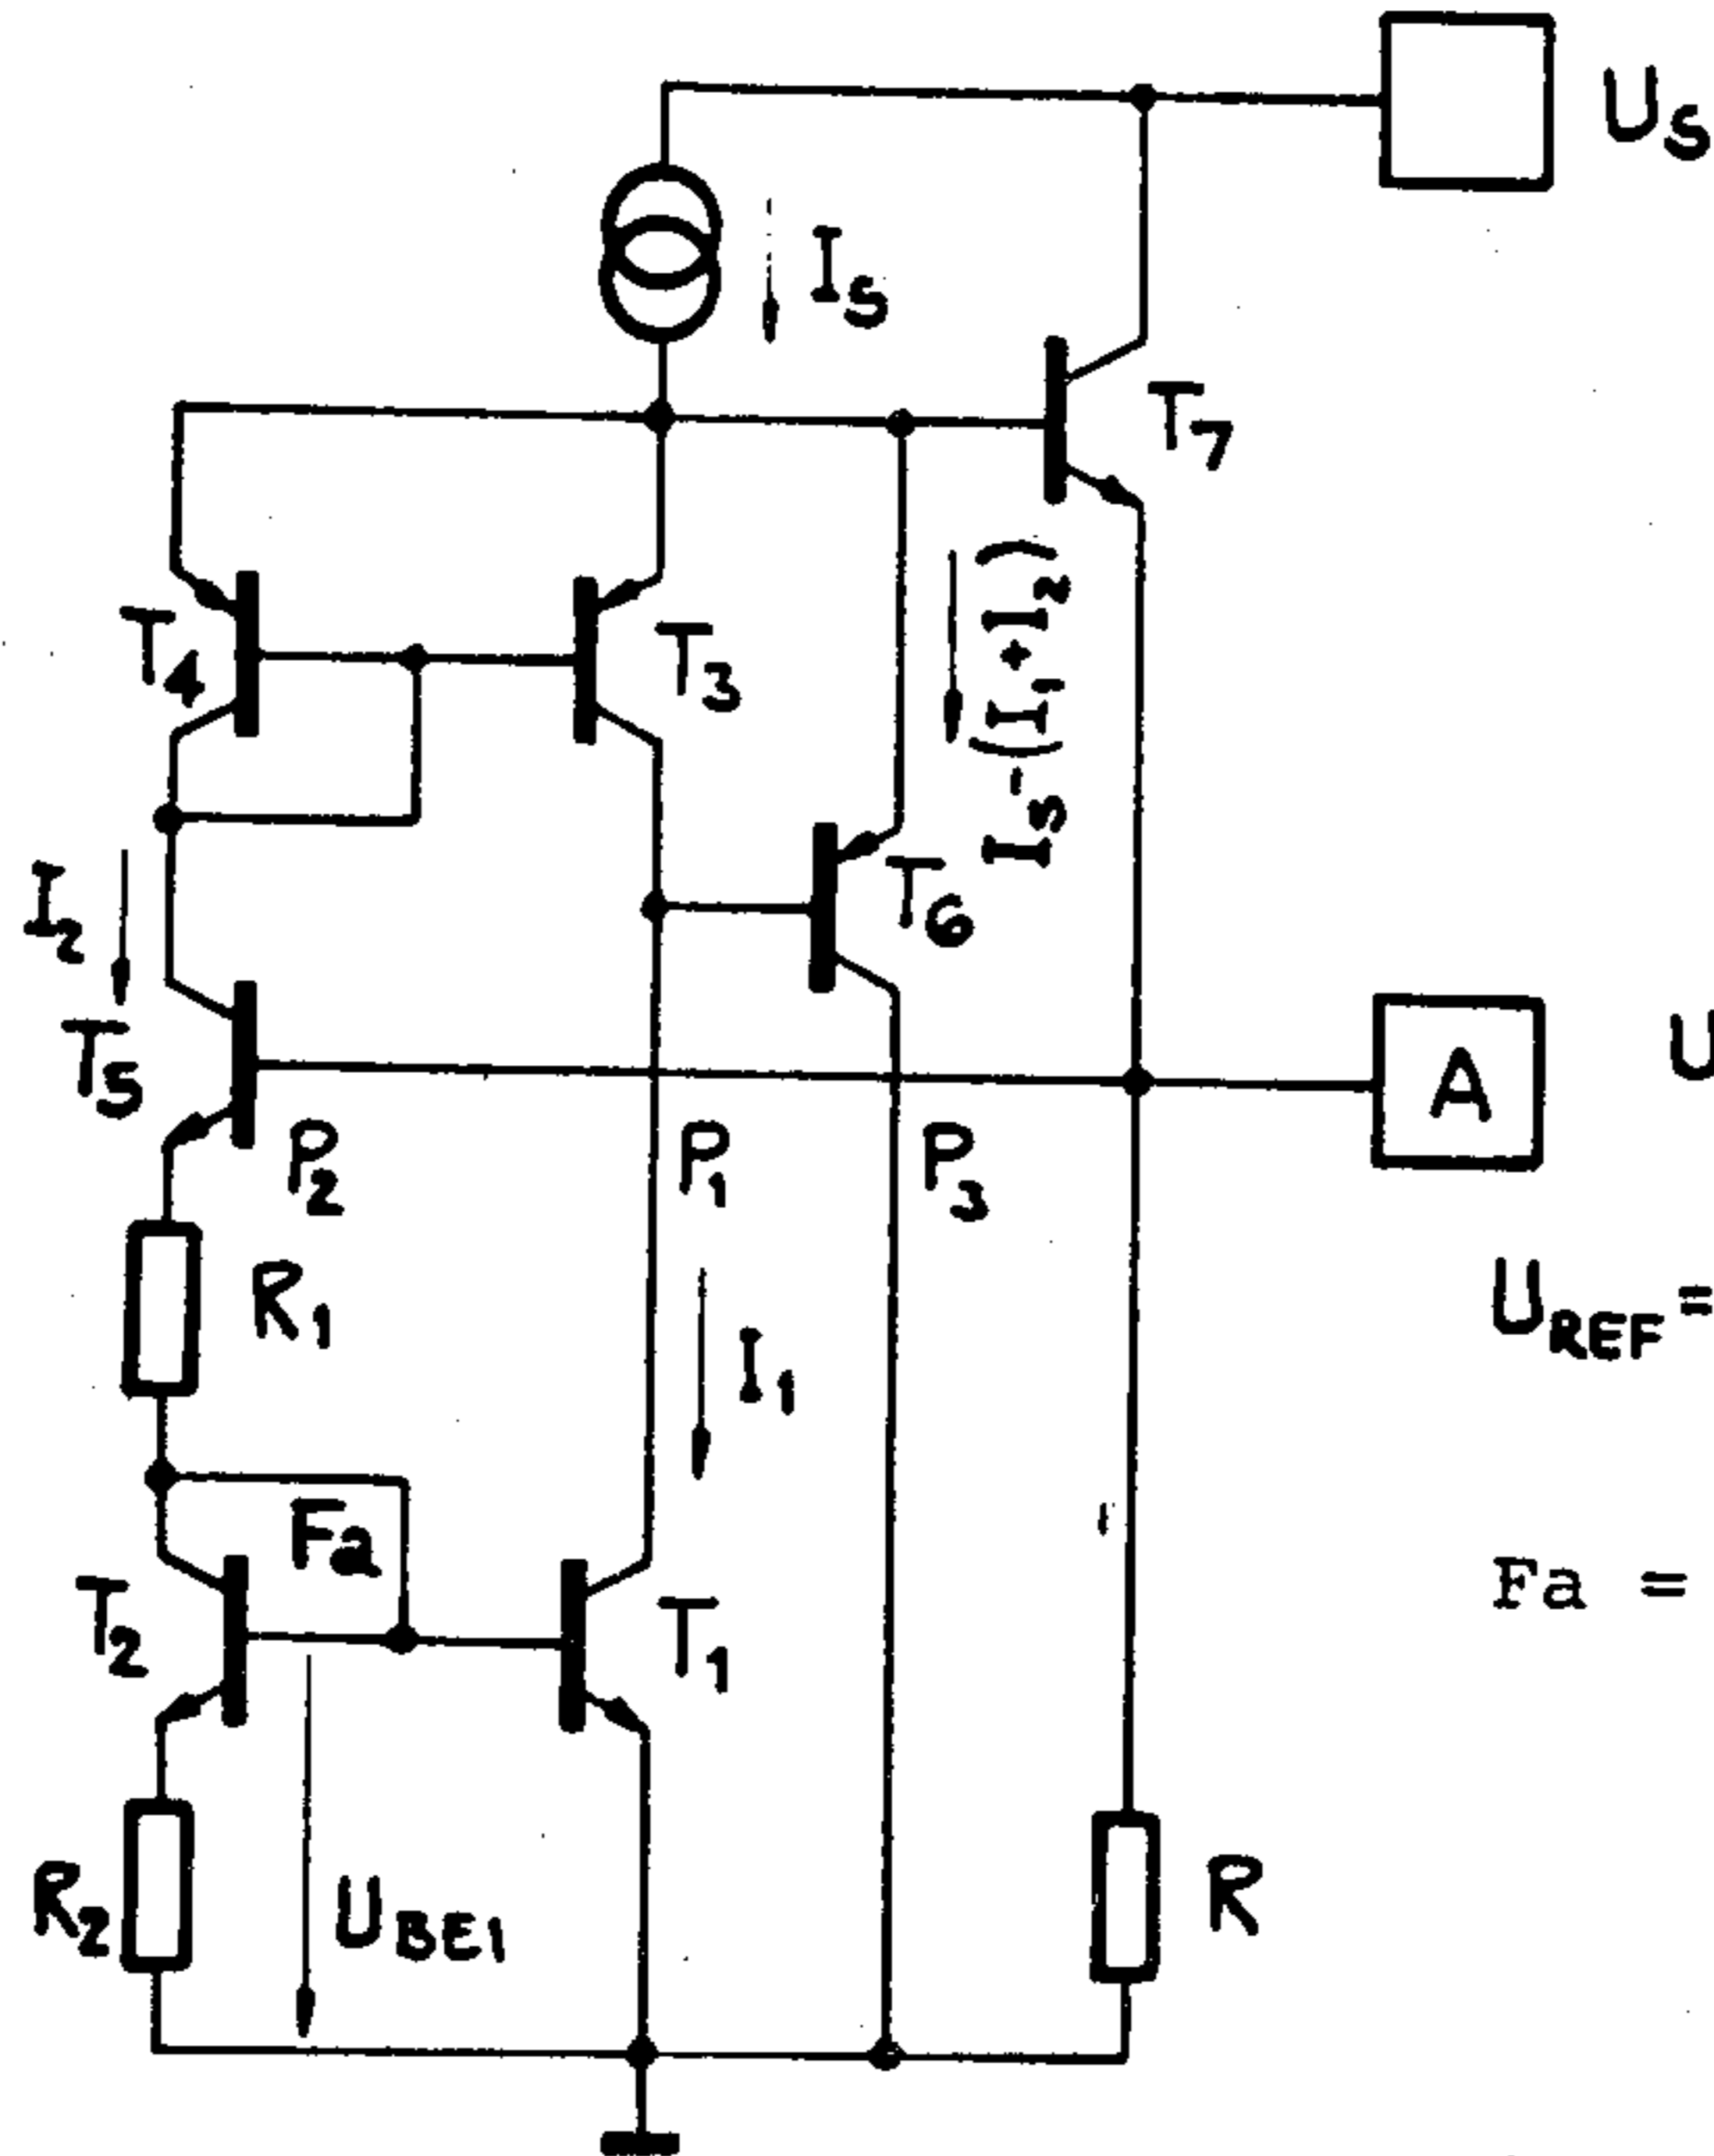 U_S
I_S
T_7
T_4
T_3
I_S-(I_1+I_2)
I_2
T_6
T_5
A
U
P_2
P_1
P_3
R_1
U_REF=
I_1
Fa
Fa =
T_2
T_1
R_2
U_BE1
R